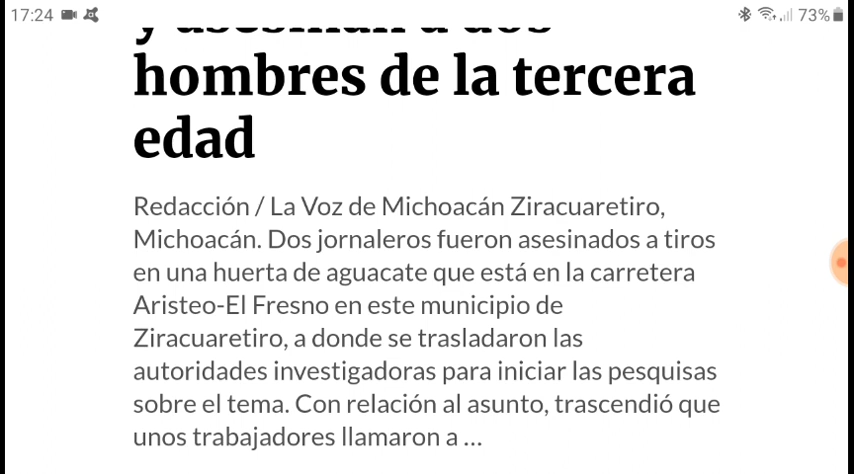 17:24 73%
y asesinan a dos
hombres de la tercera
edad
Redacción / La Voz de Michoacán Ziracuaretiro,
Michoacán. Dos jornaleros fueron asesinados a tiros
en una huerta de aguacate que está en la carretera
Aristeo-El Fresno en este municipio de
Ziracuaretiro, a donde se trasladaron las
autoridades investigadoras para iniciar las pesquisas
sobre el tema. Con relación al asunto, trascendió que
unos trabajadores llamaron a ...